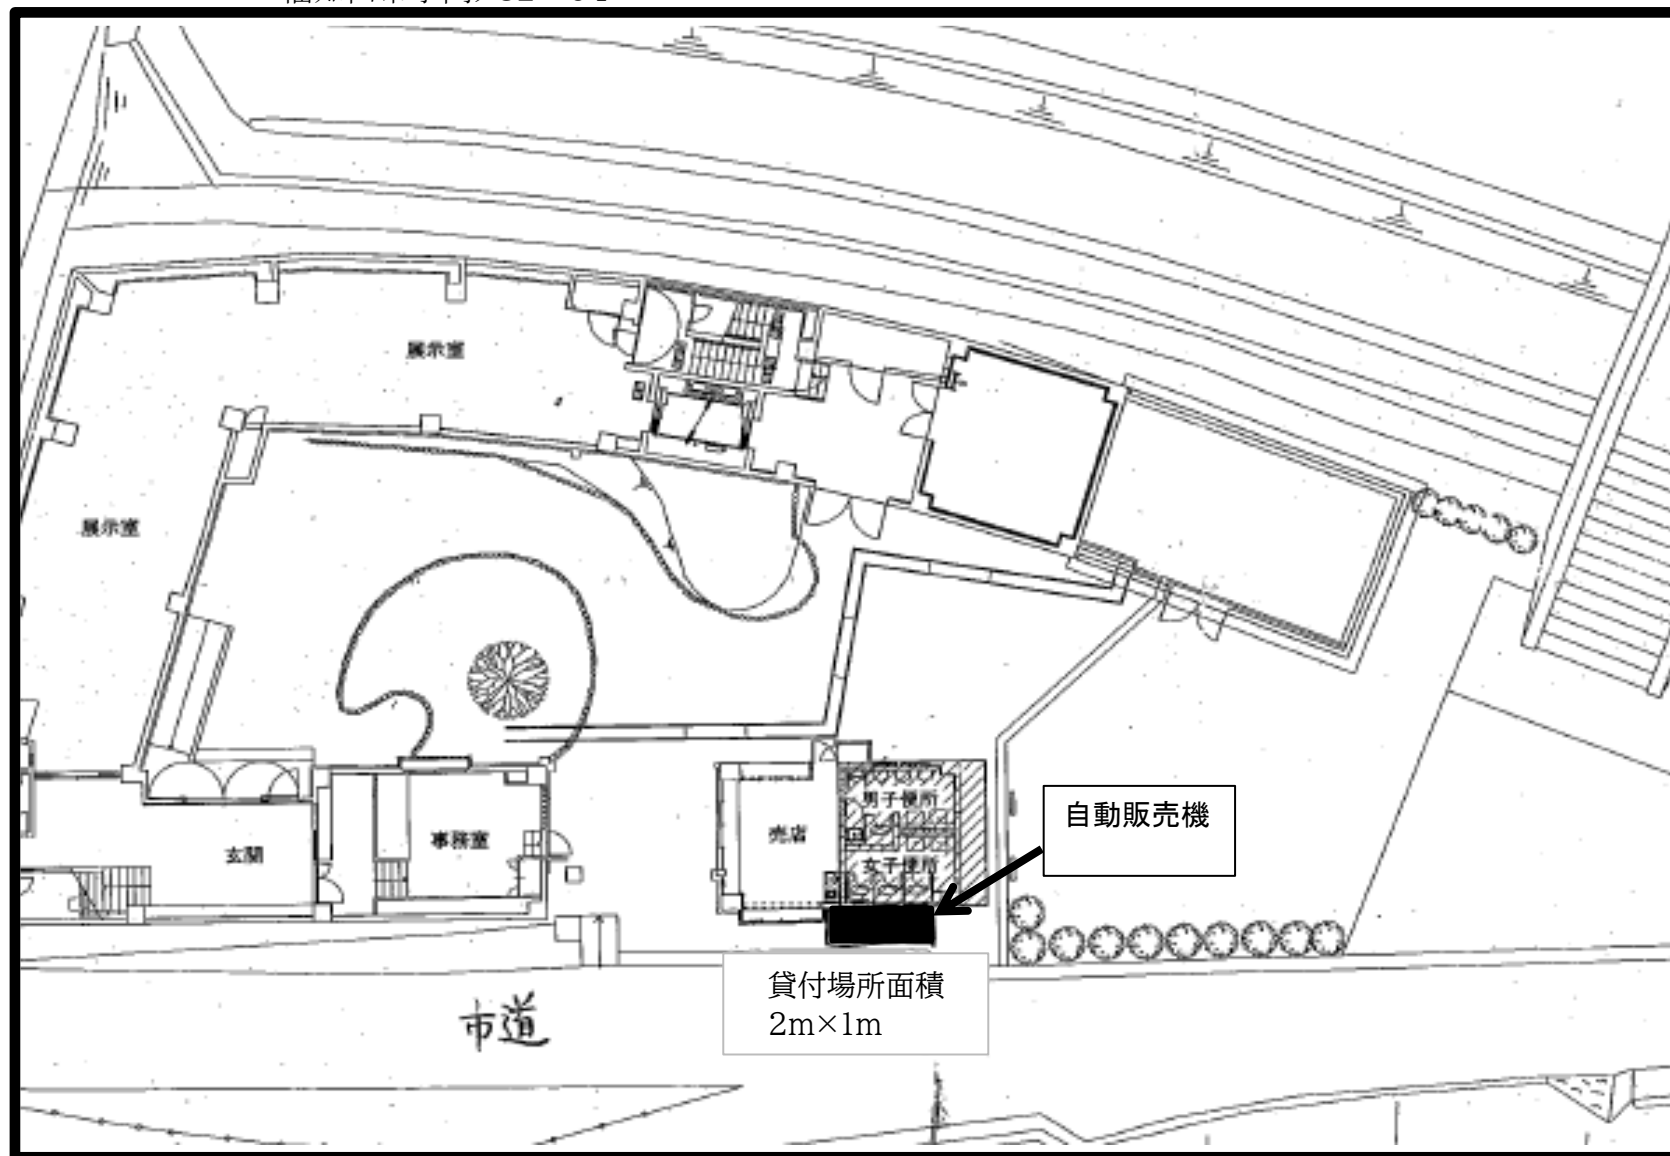 展示室
展示室
自動販売機
男子便所
売店
事務室
玄関
女子便所
貸付場所面積
2m×1m
市道